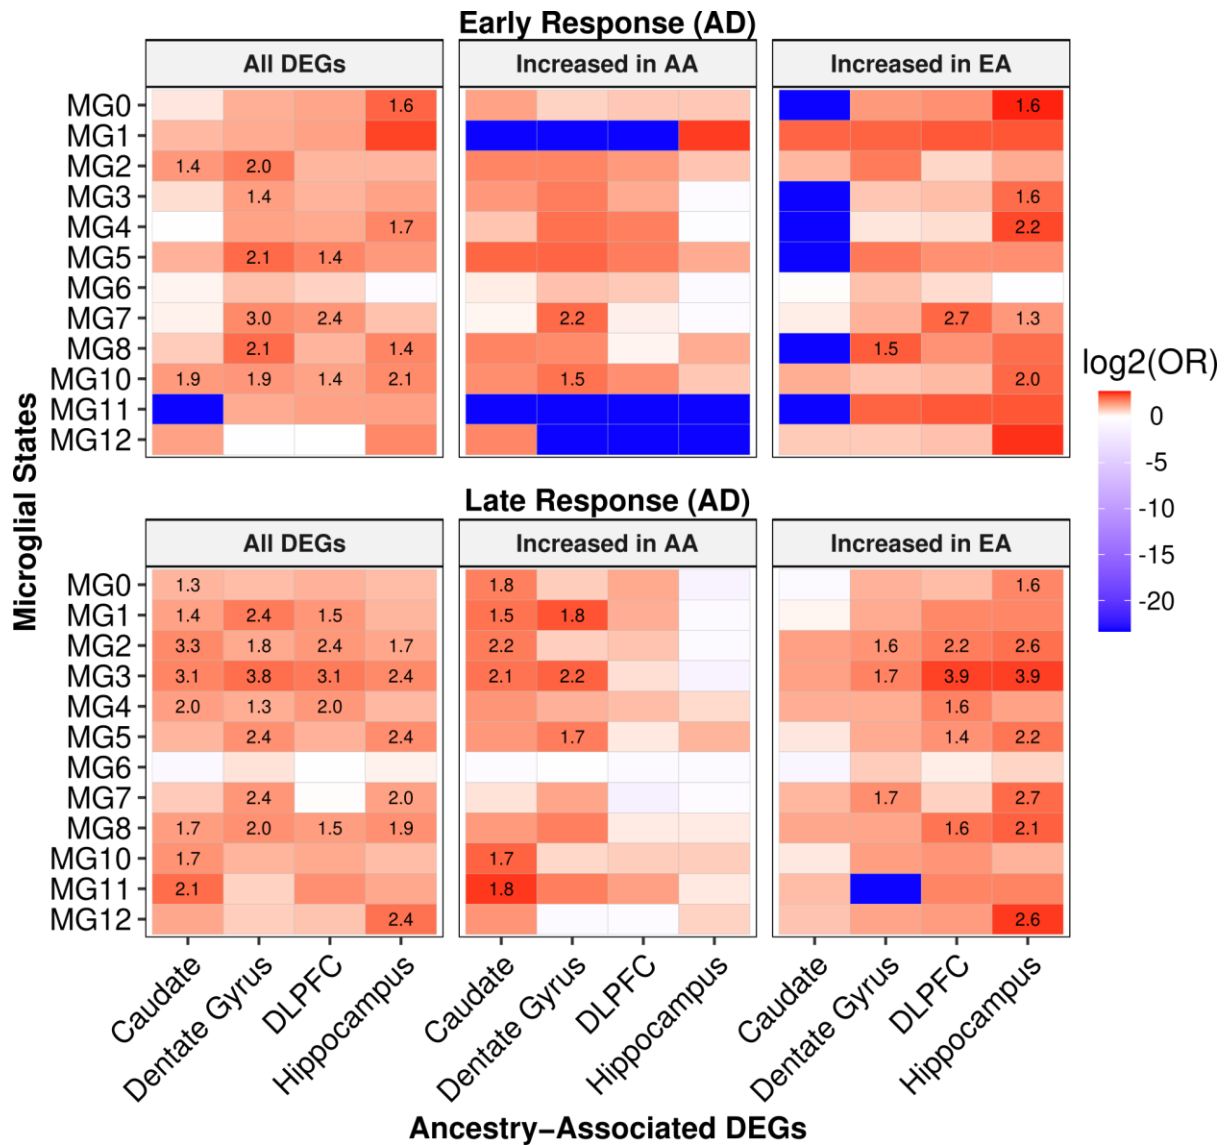 Early Response (AD)
All DEGs Increased in AA Increased in EA
MG0 1.6 1.6
MG1
MG2 1.4 2.0
MG3 1.4 1.6
MG4 1.7 2.2
MG5 2.1 1.4
MG6
MG7 3.0 2.4 2.2 2.7 1.3
MG8 2.1 1.4 1.5
MG10 1.9 1.9 1.4 2.1 1.5 2.0
MG11
MG12
log2(OR)
0
-5
-10
-15
-20
Microglial States
Late Response (AD)
All DEGs Increased in AA Increased in EA
MG0 1.3 1.8 1.6
MG1 1.4 2.4 1.5 1.5 1.8
MG2 3.3 1.8 2.4 1.7 2.2 1.6 2.2 2.6
MG3 3.1 3.8 3.1 2.4 2.1 2.2 1.7 3.9 3.9
MG4 2.0 1.3 2.0 1.6
MG5 2.4 2.4 1.7 1.4 2.2
MG6
MG7 2.4 2.0 1.7 2.7
MG8 1.7 2.0 1.5 1.9 1.6 2.1
MG10 1.7 1.7
MG11 2.1 1.8
MG12 2.4 2.6
Caudate Dentate Gyrus DLPFC Hippocampus Caudate Dentate Gyrus DLPFC Hippocampus Caudate Dentate Gyrus DLPFC Hippocampus
Ancestry−Associated DEGs